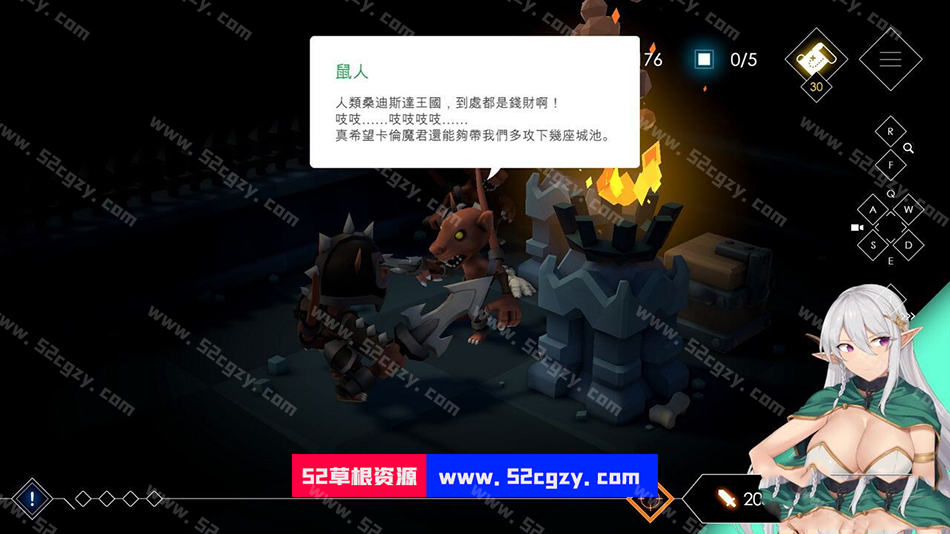 鼠人
人類桑迪斯達王國，到處都是錢財啊！
吱吱……吱吱吱吱……
真希望卡倫魔君還能夠帶我們多攻下幾座城池。
76
0/5
30
R
F
Q
A
W
S
D
E
!
20
52草根资源 www.52cgzy.com
www.52cgzy.com